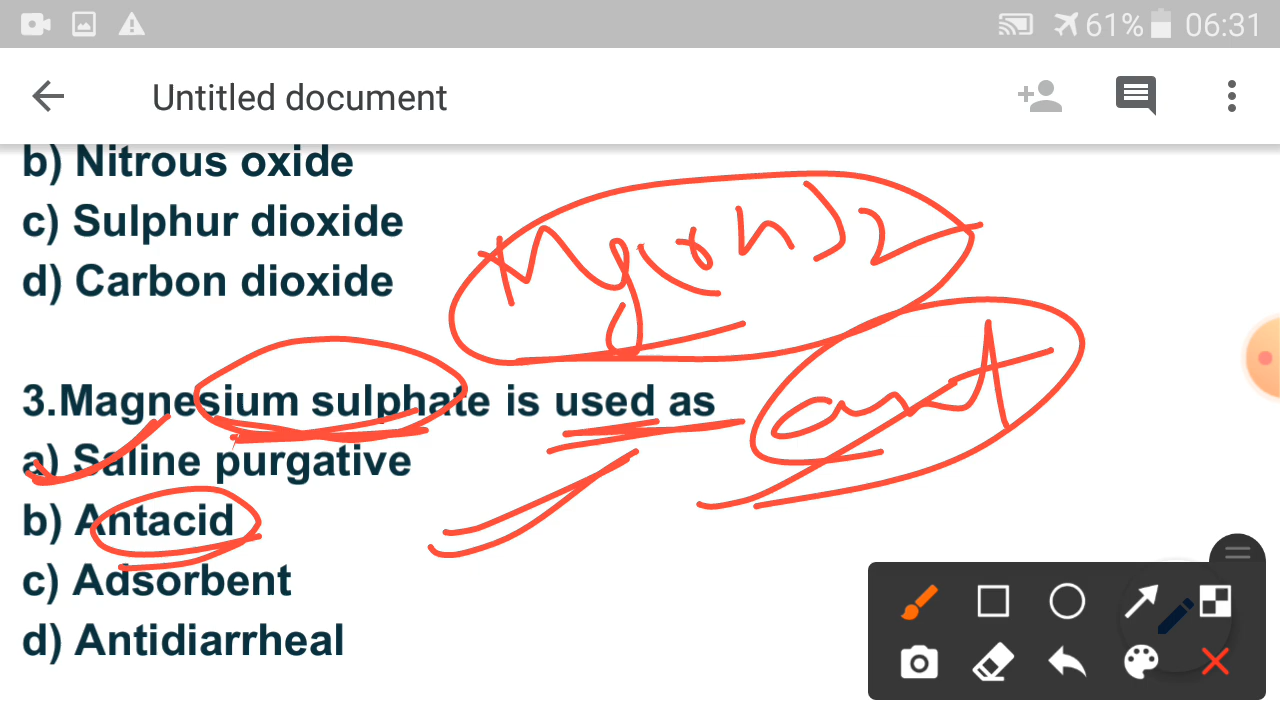 61% 06:31
Untitled document
b) Nitrous oxide
c) Sulphur dioxide
d) Carbon dioxide
Mg(OH)2
3.Magnesium sulphate is used as
a) Saline purgative
b) Antacid
c) Adsorbent
d) Antidiarrheal